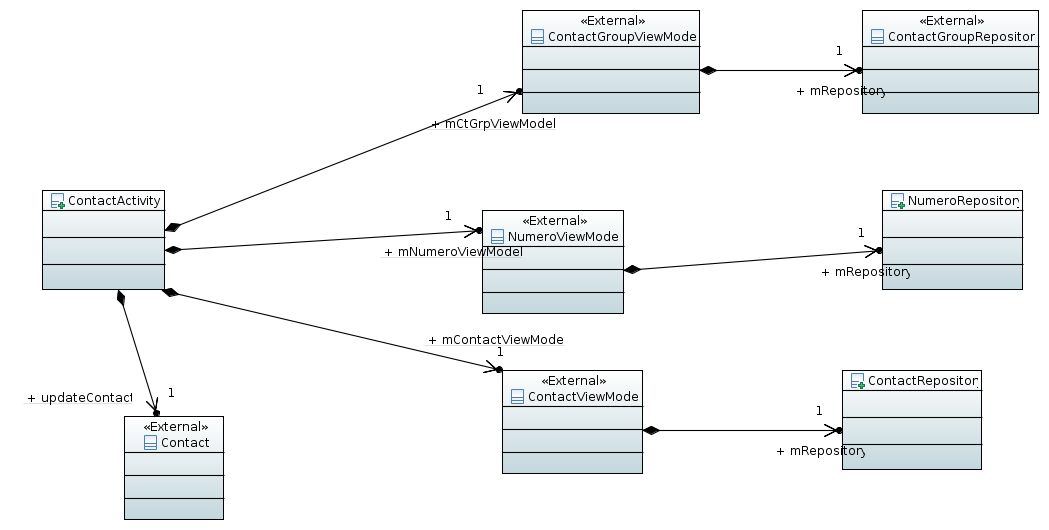 «External»
ContactGroupViewMode
«External»
ContactGroupRepositor
1
+ mRepository
1
+ mCtGrpViewModel
ContactActivity
NumeroRepository
1
«External»
NumeroViewMode
+ mNumeroViewModel
1
+ mRepository
+ mContactViewMode
1
«External»
ContactViewMode
ContactRepository
1
+ updateContact
1
+ mRepository
«External»
Contact